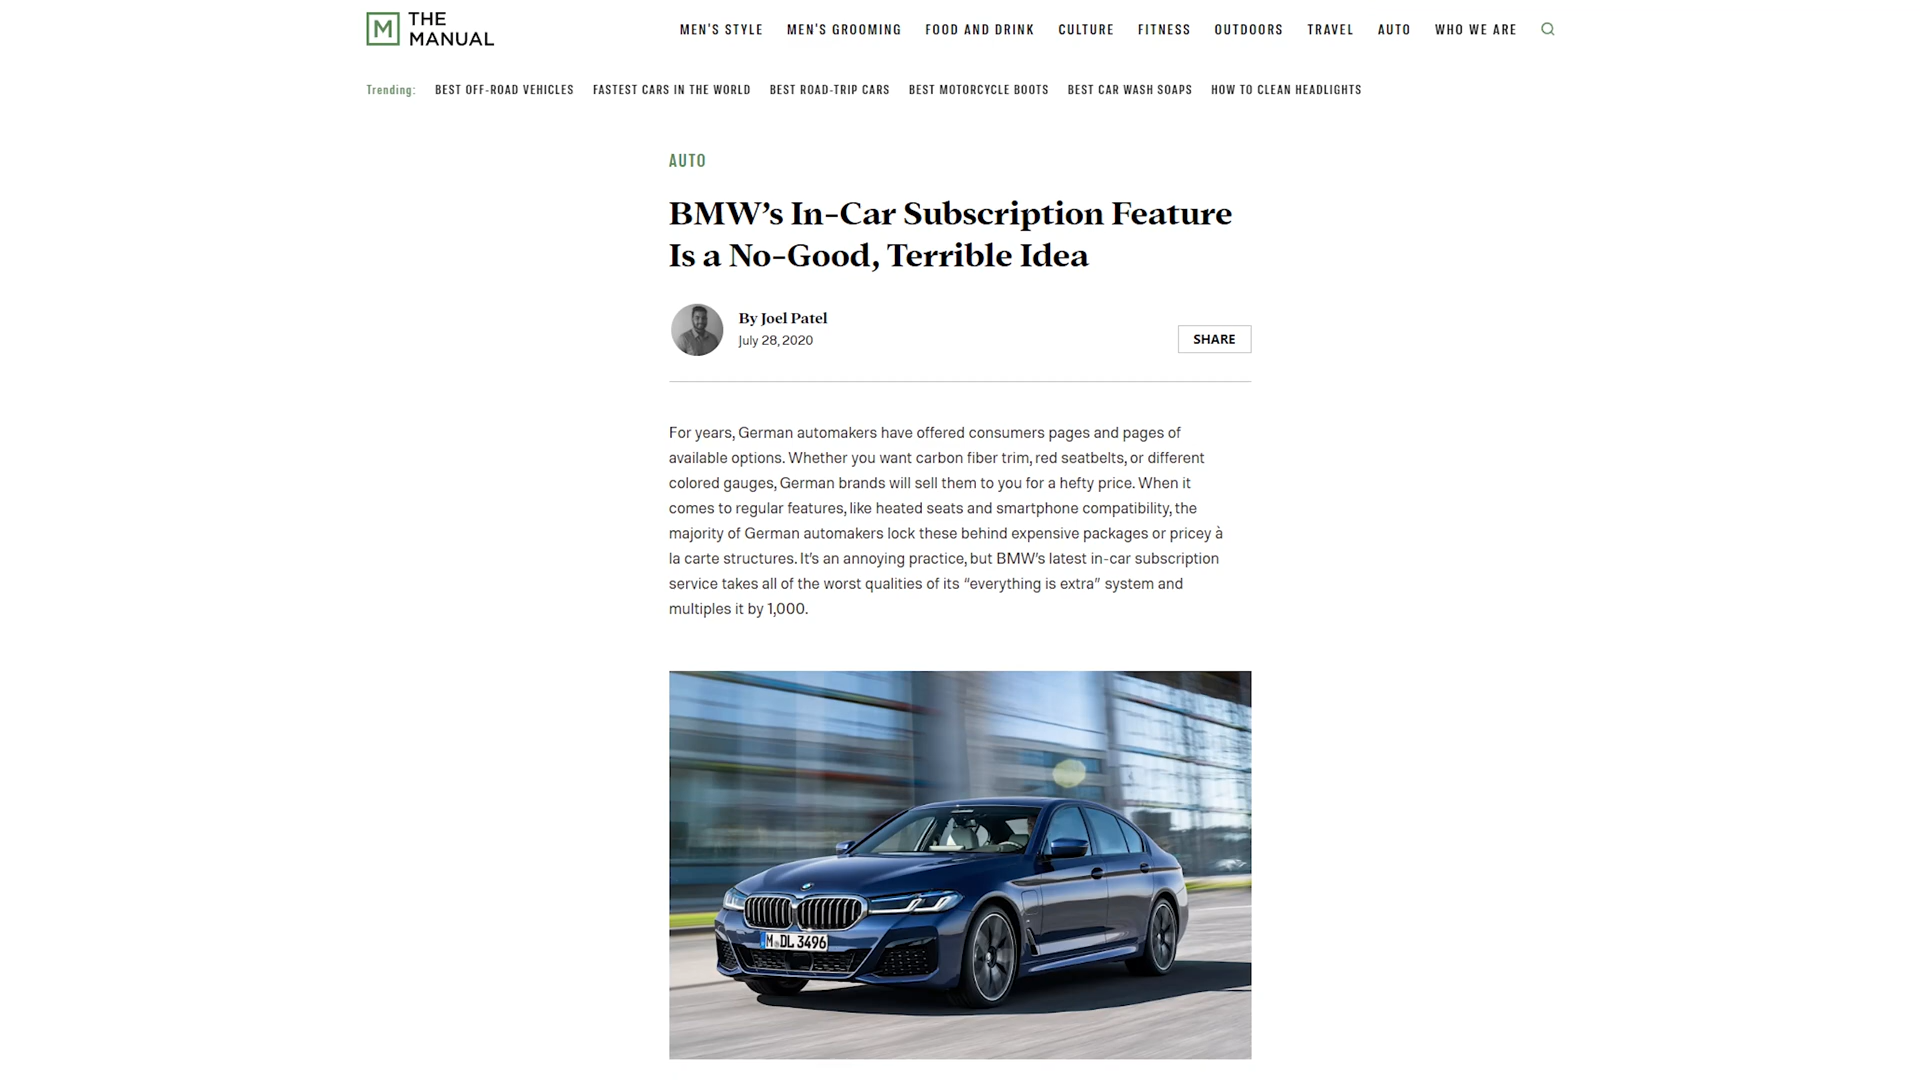 M THE
MANUAL
MEN'S STYLE MEN'S GROOMING FOOD AND DRINK CULTURE FITNESS OUTDOORS TRAVEL AUTO WHO WE ARE
Trending: BEST OFF-ROAD VEHICLES FASTEST CARS IN THE WORLD BEST ROAD-TRIP CARS BEST MOTORCYCLE BOOTS BEST CAR WASH SOAPS HOW TO CLEAN HEADLIGHTS
AUTO
BMW’s In-Car Subscription Feature
Is a No-Good, Terrible Idea
By Joel Patel
July 28, 2020
SHARE
For years, German automakers have offered consumers pages and pages of
available options. Whether you want carbon fiber trim, red seatbelts, or different
colored gauges, German brands will sell them to you for a hefty price. When it
comes to regular features, like heated seats and smartphone compatibility, the
majority of German automakers lock these behind expensive packages or pricey à
la carte structures. It’s an annoying practice, but BMW’s latest in-car subscription
service takes all of the worst qualities of its “everything is extra” system and
multiples it by 1,000.
M DL 3496